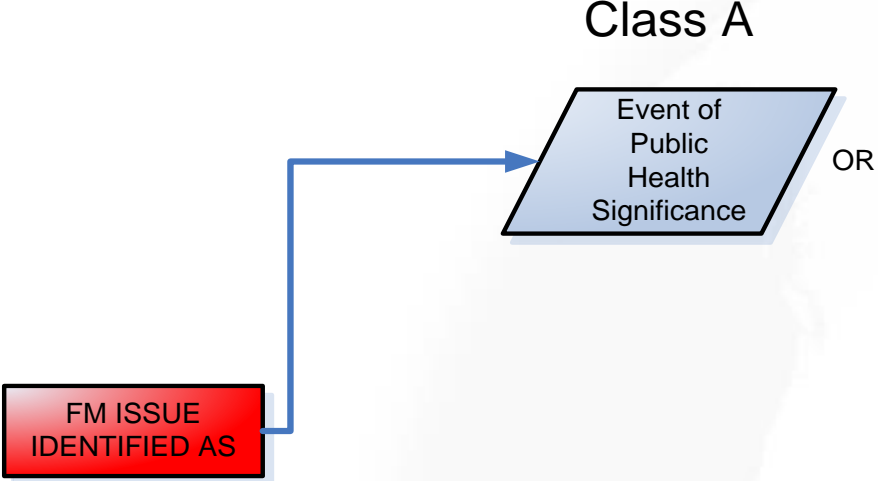 Class A
Event of
Public
Health
Significance
OR
FM ISSUE
IDENTIFIED AS